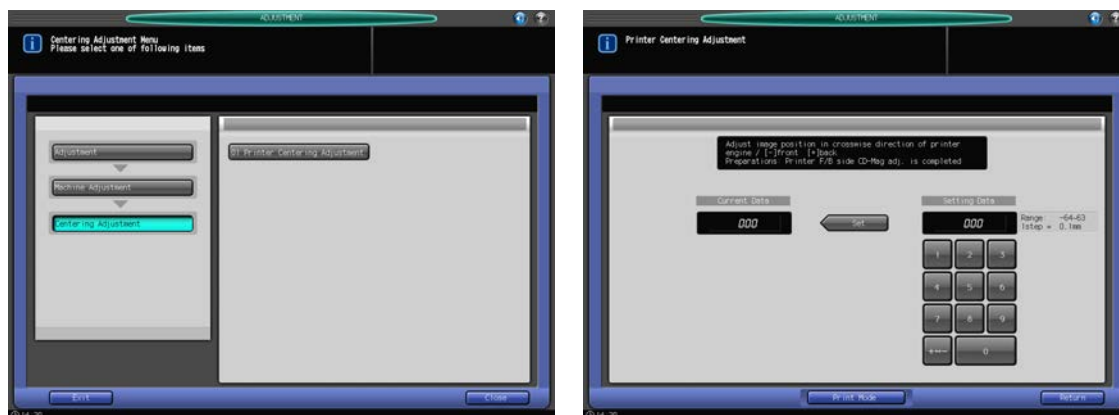 ADJUSTMENT
Centering Adjustment Menu
Please select one of following items
Adjustment
Machine Adjustment
Centering Adjustment
01 Printer Centering Adjustment
Exit
Close
ADJUSTMENT
Printer Centering Adjustment
Adjust image position in crosswise direction of printer
engine / [-]front [+]back
Preparations: Printer F/B side CD-Mag adj. is completed
Current Data
Setting Data
000
Set
000
Range -64-63
1step = 0.1mm
1 2 3
4 5 6
7 8 9
0
Print Mode
Return